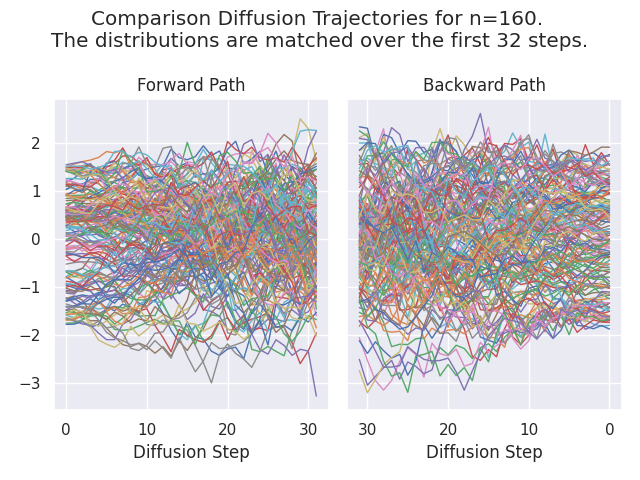 Comparison Diffusion Trajectories for n=160.
The distributions are matched over the first 32 steps.
Forward Path
Backward Path
2
1
0
−1
−2
−3
0 10 20 30
30 20 10 0
Diffusion Step
Diffusion Step